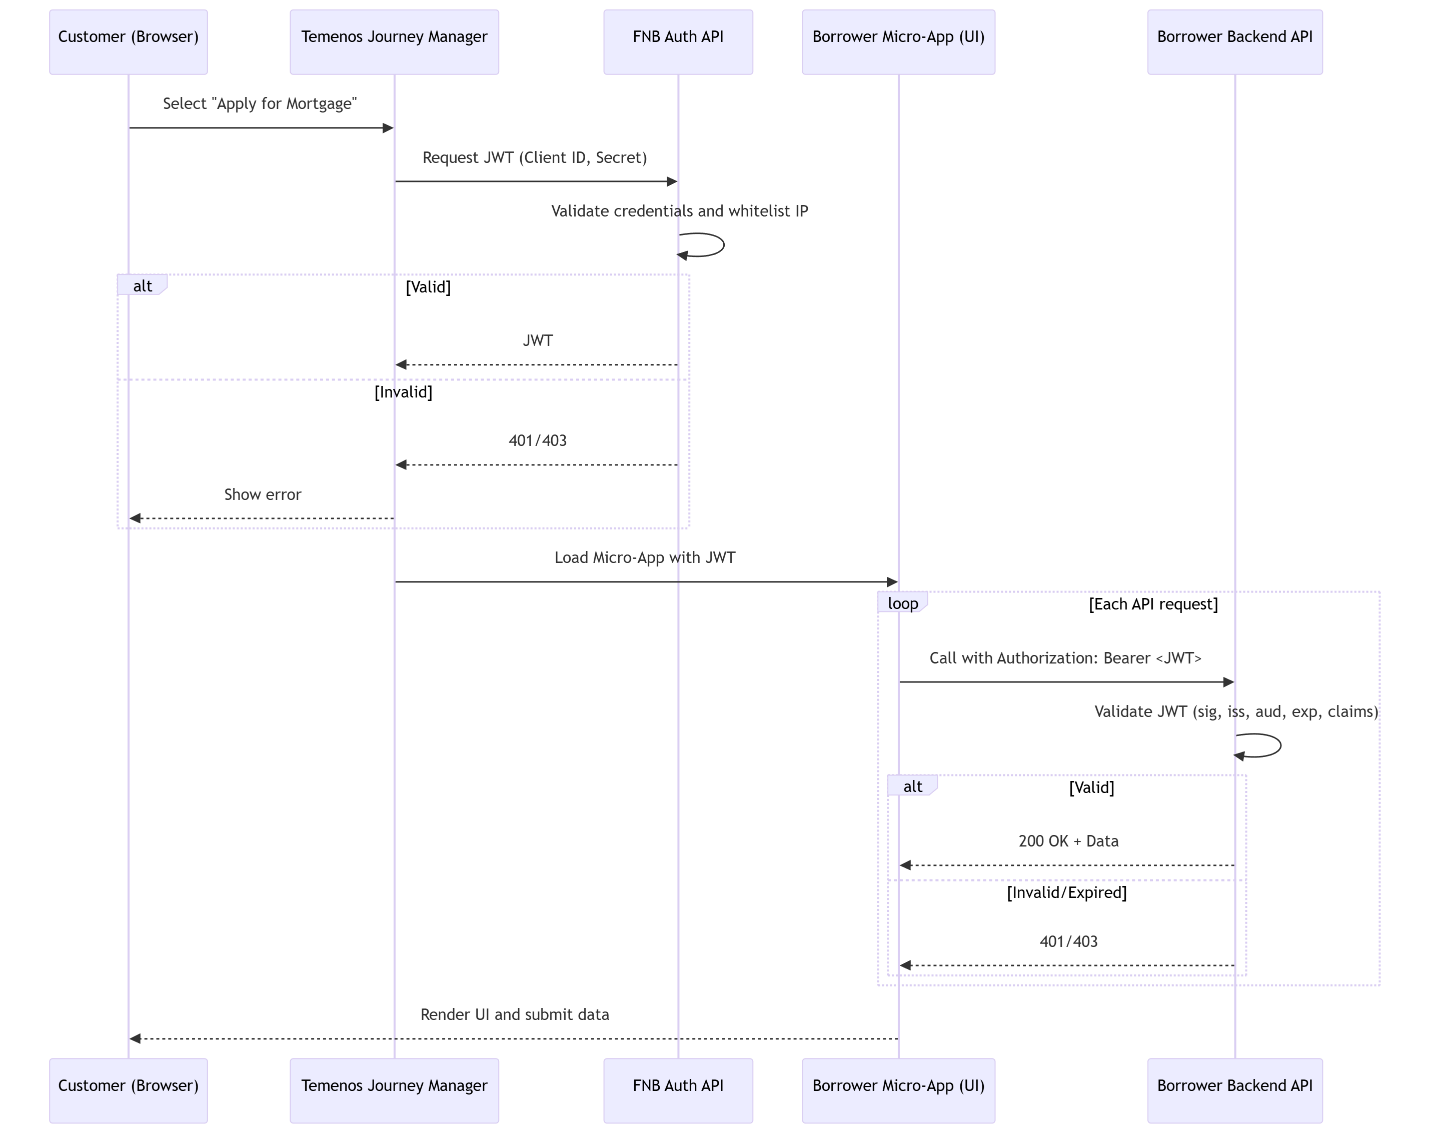 Customer (Browser)
Temenos Journey Manager
FNB Auth API
Borrower Micro-App (UI)
Borrower Backend API
Select "Apply for Mortgage"
Request JWT (Client ID, Secret)
Validate credentials and whitelist IP
alt
[Valid]
JWT
[Invalid]
401/403
Show error
Load Micro-App with JWT
loop
[Each API request]
Call with Authorization: Bearer <JWT>
Validate JWT (sig, iss, aud, exp, claims)
alt
[Valid]
200 OK + Data
[Invalid/Expired]
401/403
Render UI and submit data
Customer (Browser)
Temenos Journey Manager
FNB Auth API
Borrower Micro-App (UI)
Borrower Backend API